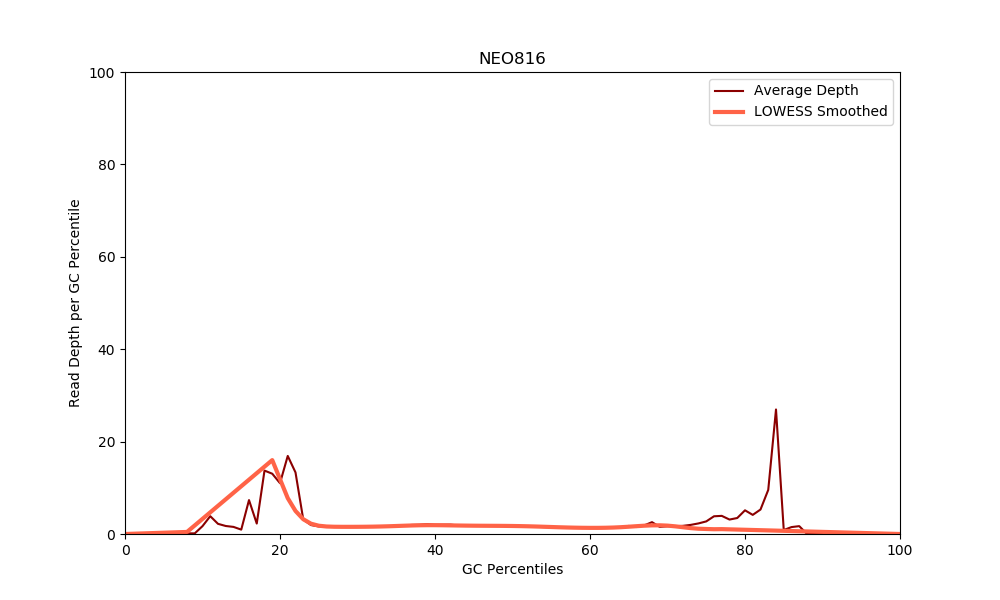 NEO816
Average Depth
LOWESS Smoothed
Read Depth per GC Percentile
100
80
60
40
20
0
0 20 40 60 80 100
GC Percentiles